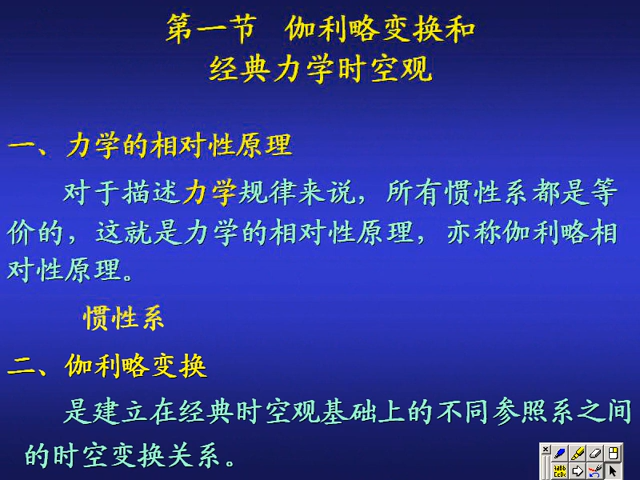 第一节 伽利略变换和
经典力学时空观
一、力学的相对性原理
对于描述力学规律来说，所有惯性系都是等
价的，这就是力学的相对性原理，亦称伽利略相
对性原理。
惯性系
二、伽利略变换
是建立在经典时空观基础上的不同参照系之间
的时空变换关系。